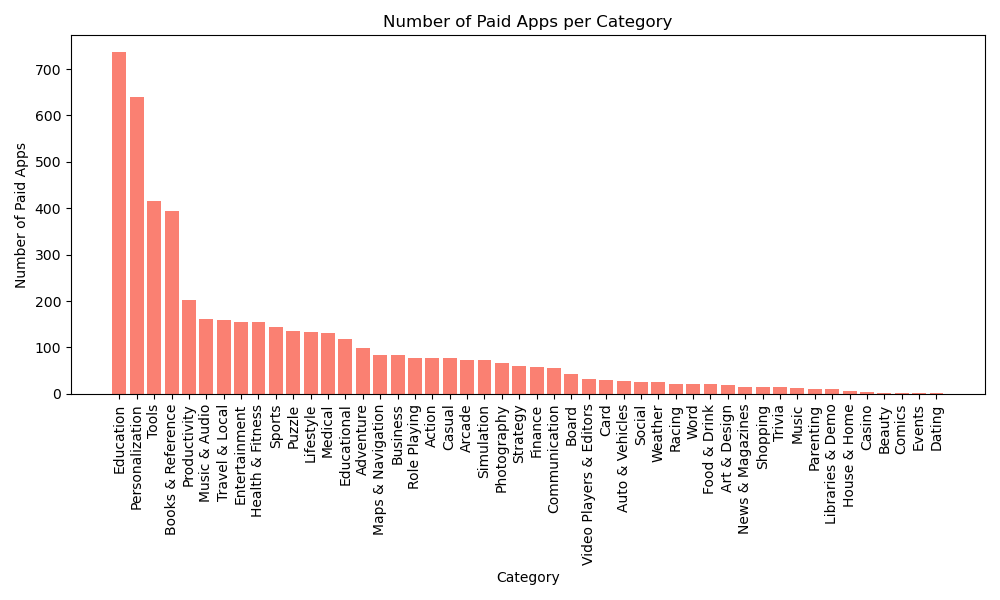 Number of Paid Apps per Category
Number of Paid Apps
700
600
500
400
300
200
100
0
Education
Personalization
Tools
Books & Reference
Productivity
Music & Audio
Travel & Local
Entertainment
Health & Fitness
Sports
Puzzle
Lifestyle
Medical
Educational
Adventure
Maps & Navigation
Business
Role Playing
Action
Casual
Arcade
Simulation
Photography
Strategy
Finance
Communication
Board
Video Players & Editors
Card
Auto & Vehicles
Social
Weather
Racing
Word
Food & Drink
Art & Design
News & Magazines
Shopping
Trivia
Music
Parenting
Libraries & Demo
House & Home
Casino
Beauty
Comics
Events
Dating
Category